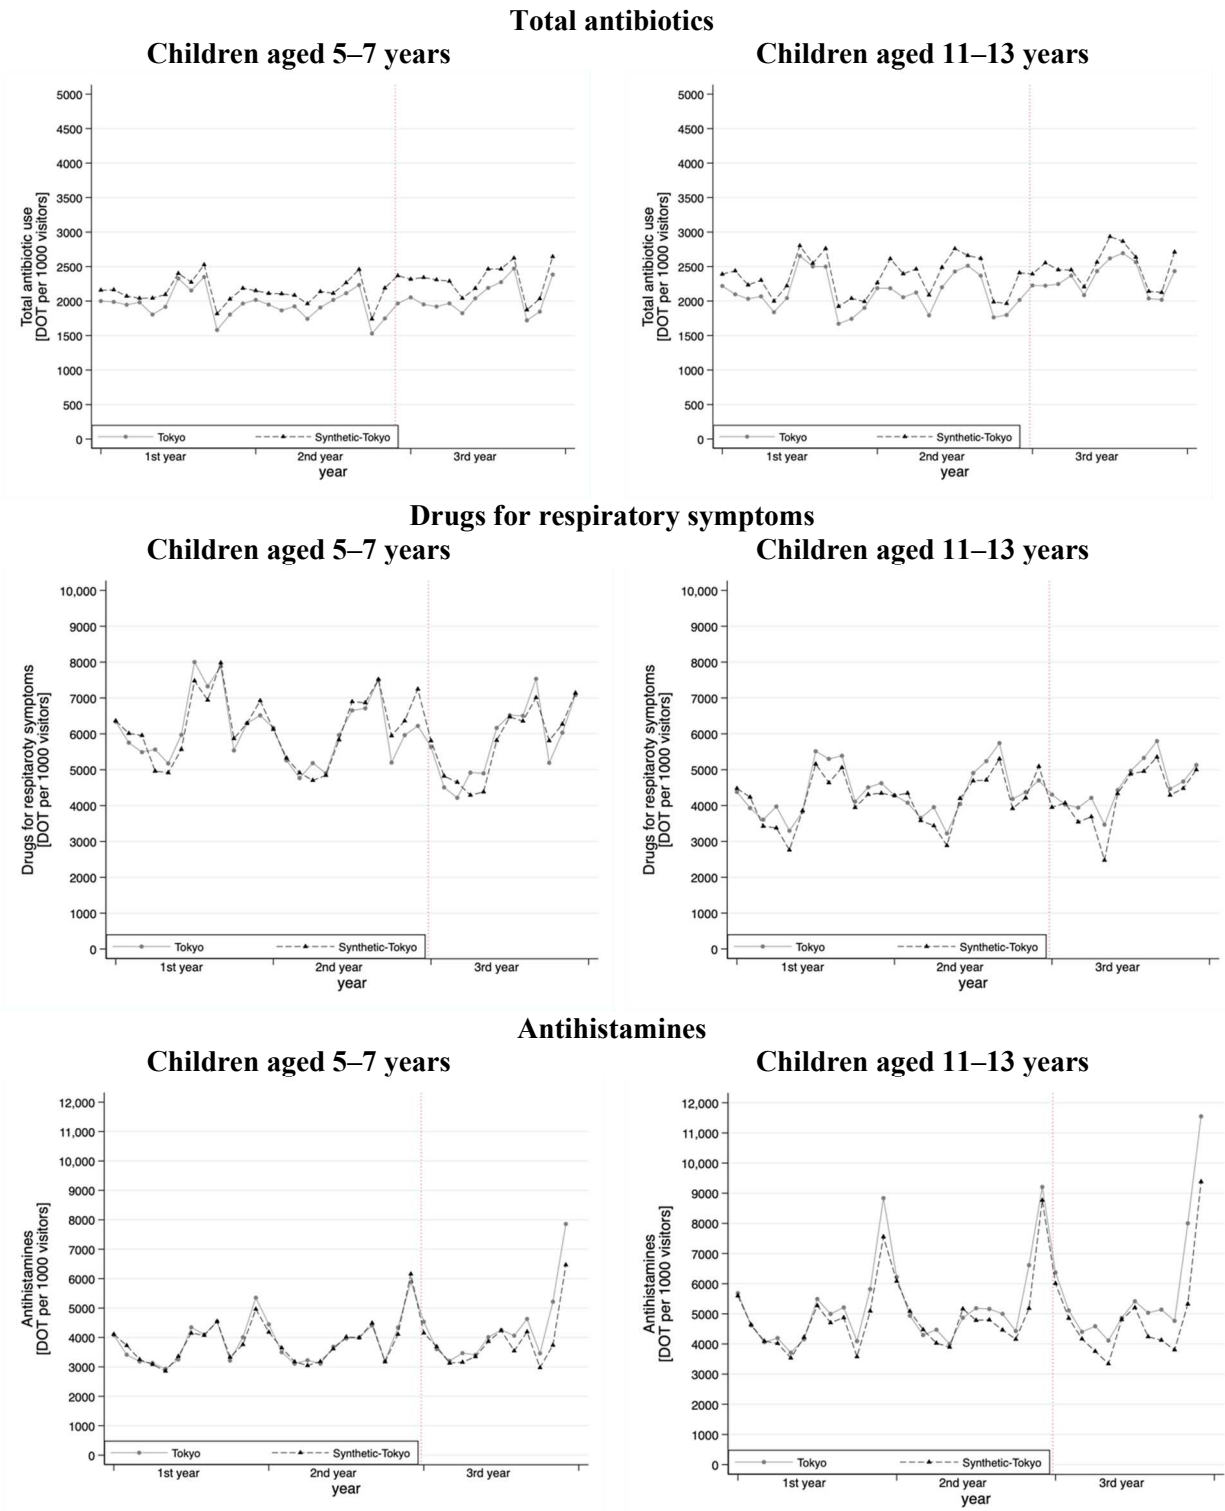 Total antibiotics
Children aged 5–7 years
Children aged 11–13 years
5000
4500
4000
3500
3000
2500
2000
1500
1000
500
0
Total antibiotic use
[DOT per 1000 visitors]
Tokyo
Synthetic-Tokyo
1st year
2nd year
3rd year
year
5000
4500
4000
3500
3000
2500
2000
1500
1000
500
0
Total antibiotic use
[DOT per 1000 visitors]
Tokyo
Synthetic-Tokyo
1st year
2nd year
3rd year
year
Drugs for respiratory symptoms
Children aged 5–7 years
Children aged 11–13 years
10,000
9000
8000
7000
6000
5000
4000
3000
2000
1000
0
Drugs for respitaroty symptoms
[DOT per 1000 visitors]
Tokyo
Synthetic-Tokyo
1st year
2nd year
3rd year
year
10,000
9000
8000
7000
6000
5000
4000
3000
2000
1000
0
Drugs for respitaroty symptoms
[DOT per 1000 visitors]
Tokyo
Synthetic-Tokyo
1st year
2nd year
3rd year
year
Antihistamines
Children aged 5–7 years
Children aged 11–13 years
12,000
11,000
10,000
9000
8000
7000
6000
5000
4000
3000
2000
1000
0
Antihistamines
[DOT per 1000 visitors]
Tokyo
Synthetic-Tokyo
1st year
2nd year
3rd year
year
12,000
11,000
10,000
9000
8000
7000
6000
5000
4000
3000
2000
1000
0
Antihistamines
[DOT per 1000 visitors]
Tokyo
Synthetic-Tokyo
1st year
2nd year
3rd year
year